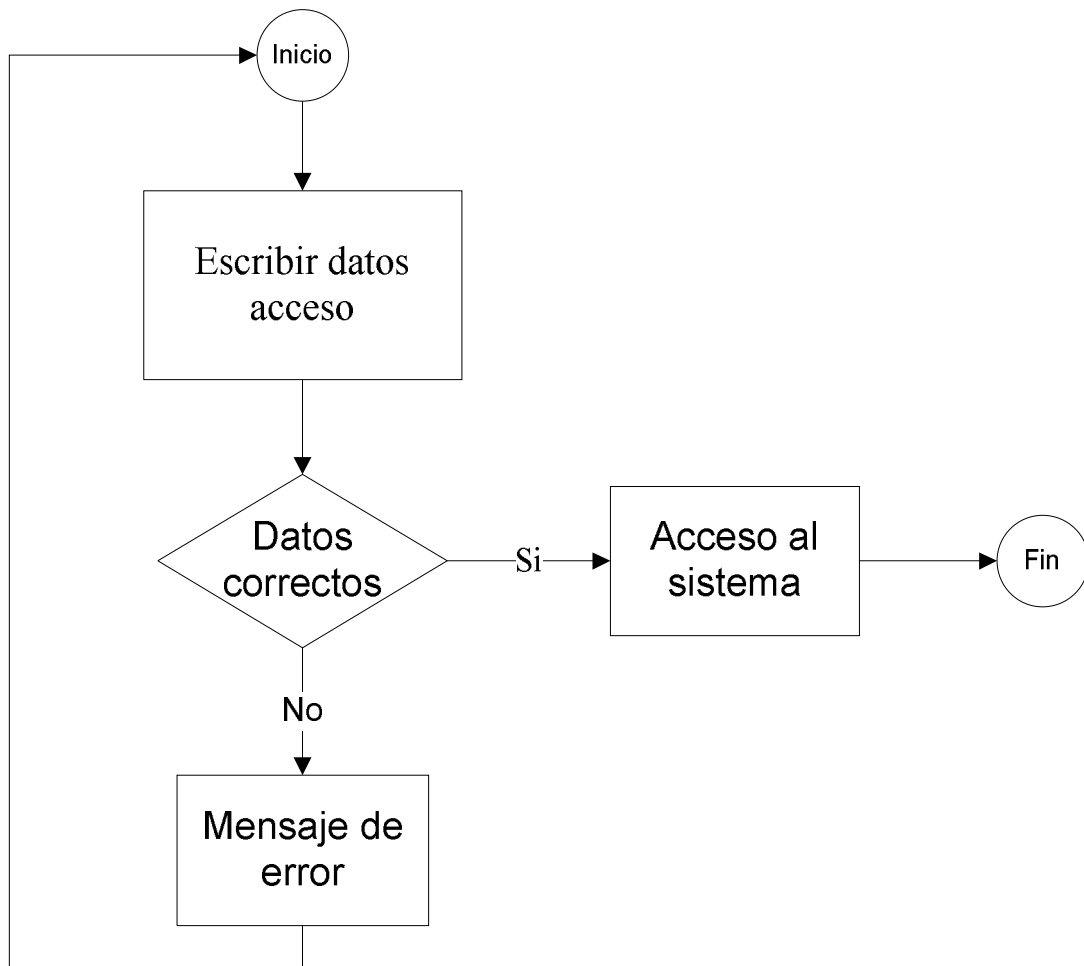 Inicio
Escribir datos
acceso
Datos
correctos
Si
Acceso al
sistema
Fin
No
Mensaje de
error